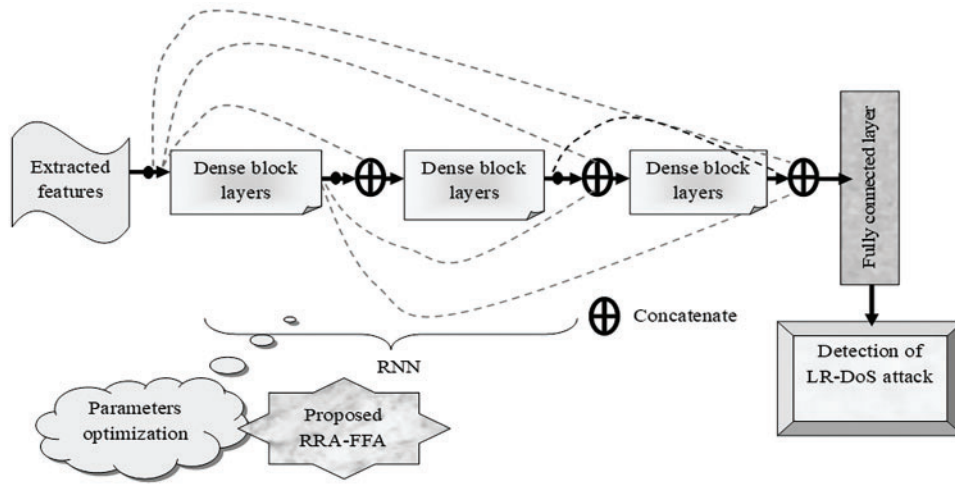 Extracted
features
Dense block
layers
Dense block
layers
Dense block
layers
Fully connected layer
Concatenate
RNN
Detection of
LR-DoS attack
Parameters
optimization
Proposed
RRA-FFA